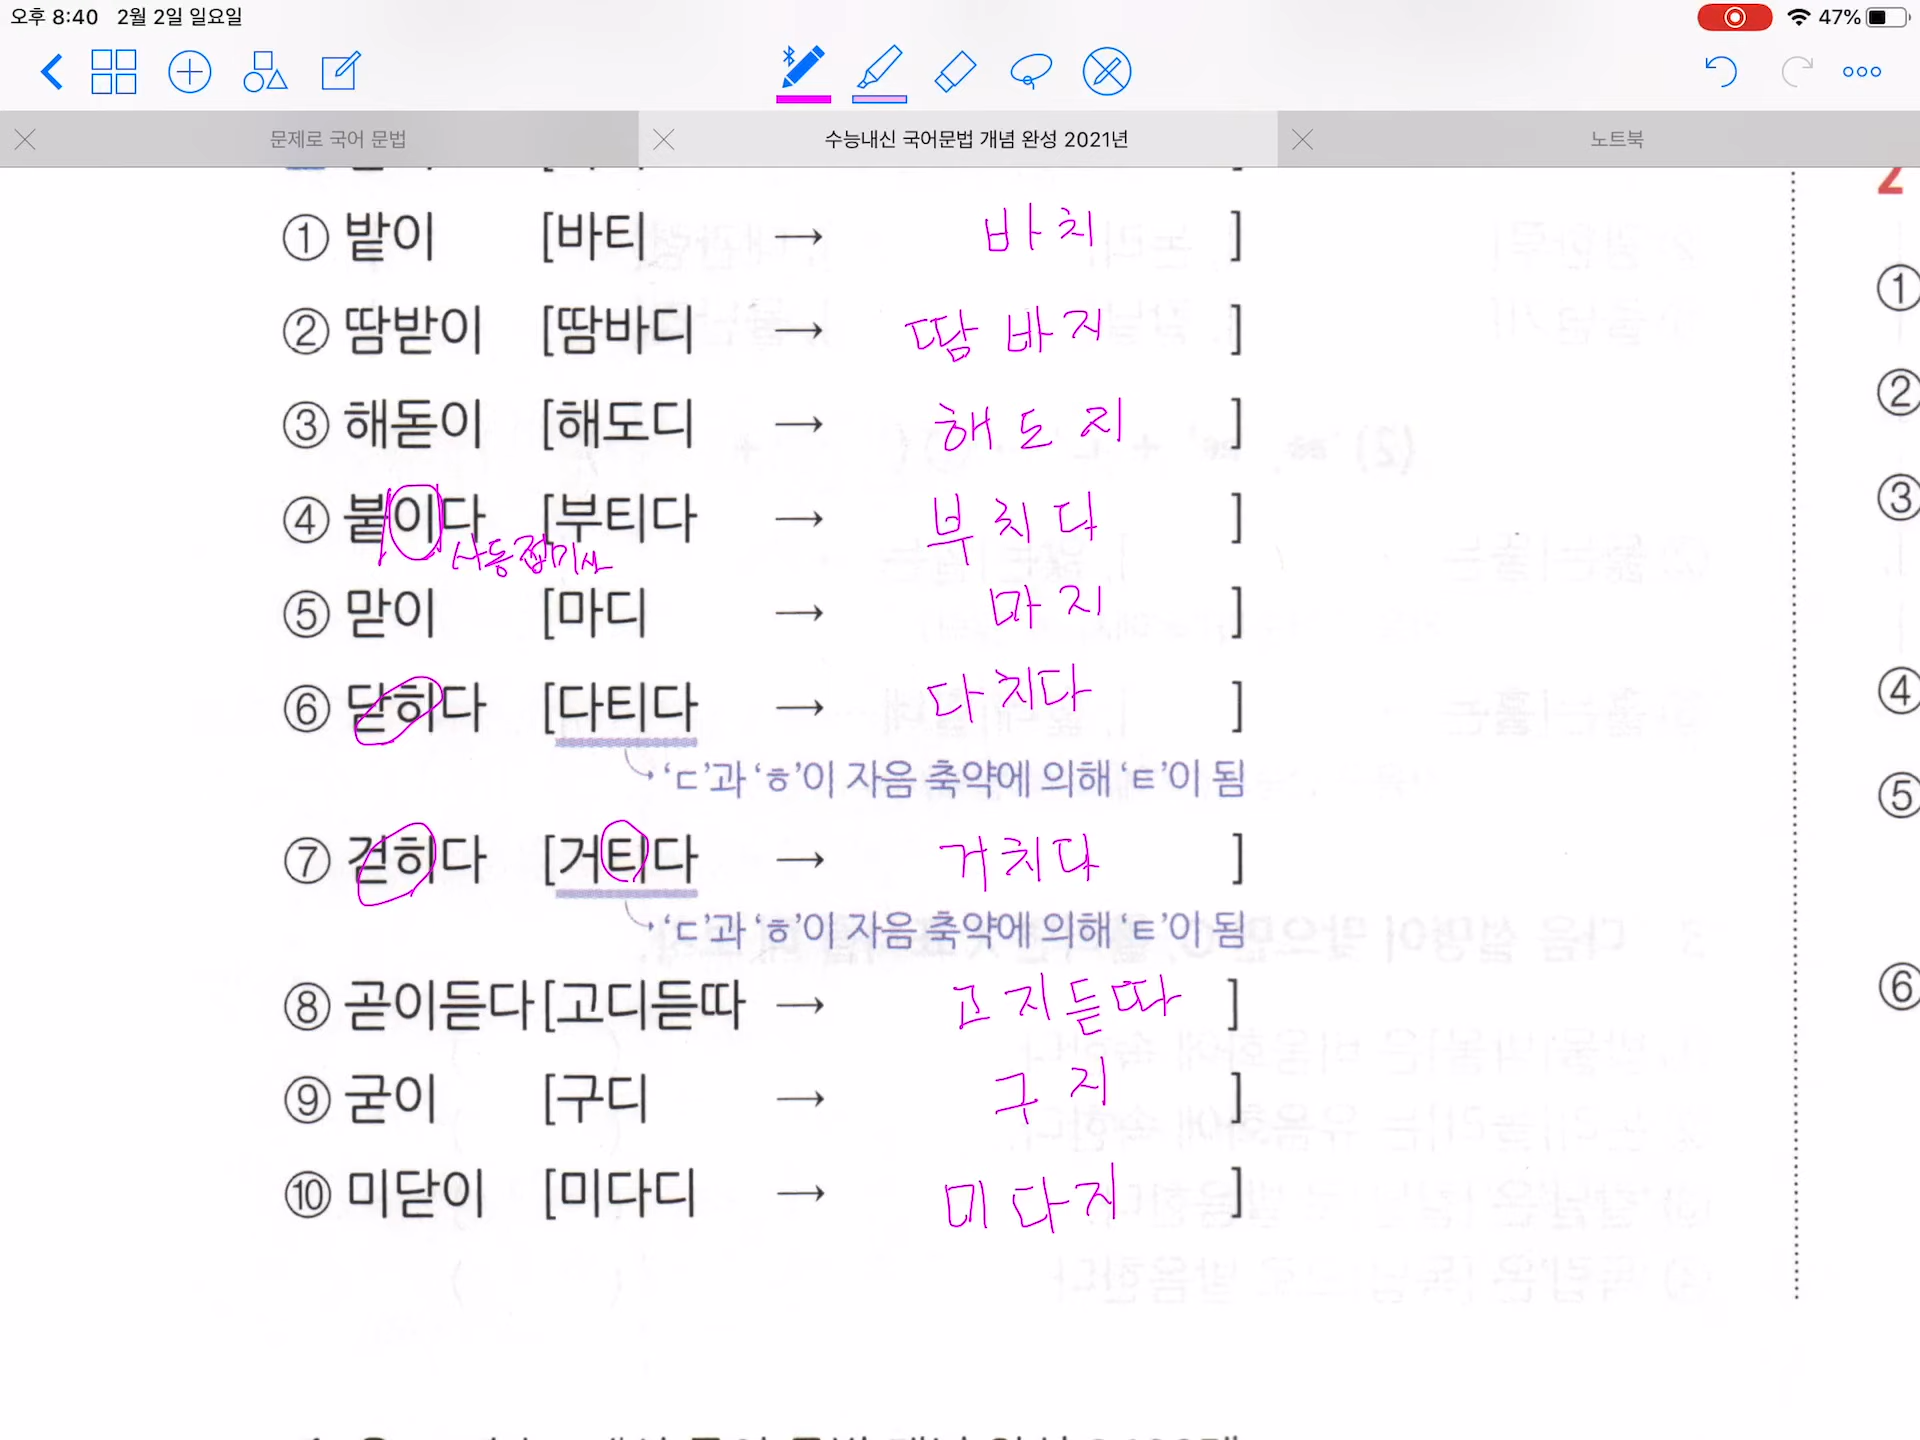 오후 8:40 2월 2일 일요일 47%
문제로 국어 문법
수능내신 국어문법 개념 완성 2021년
노트북
① 밭이 [바티 → 바치 ]
② 땀받이 [땀바디 → 땀바지 ]
③ 해돋이 [해도디 → 해도지 ]
④ 붙이다 [부티다 → 부치다 ]
사동접미사
⑤ 맏이 [마디 → 마지 ]
⑥ 닫히다 [다티다 → 다치다 ]
‘ㄷ’과 ‘ㅎ’이 자음 축약에 의해 ‘ㅌ’이 됨
⑦ 걷히다 [거티다 → 거치다 ]
‘ㄷ’과 ‘ㅎ’이 자음 축약에 의해 ‘ㅌ’이 됨
⑧ 곧이듣다 [고디듣따 → 고지듣따 ]
⑨ 굳이 [구디 → 구지 ]
⑩ 미닫이 [미다디 → 미다지 ]
2
①
②
③
④
⑤
⑥